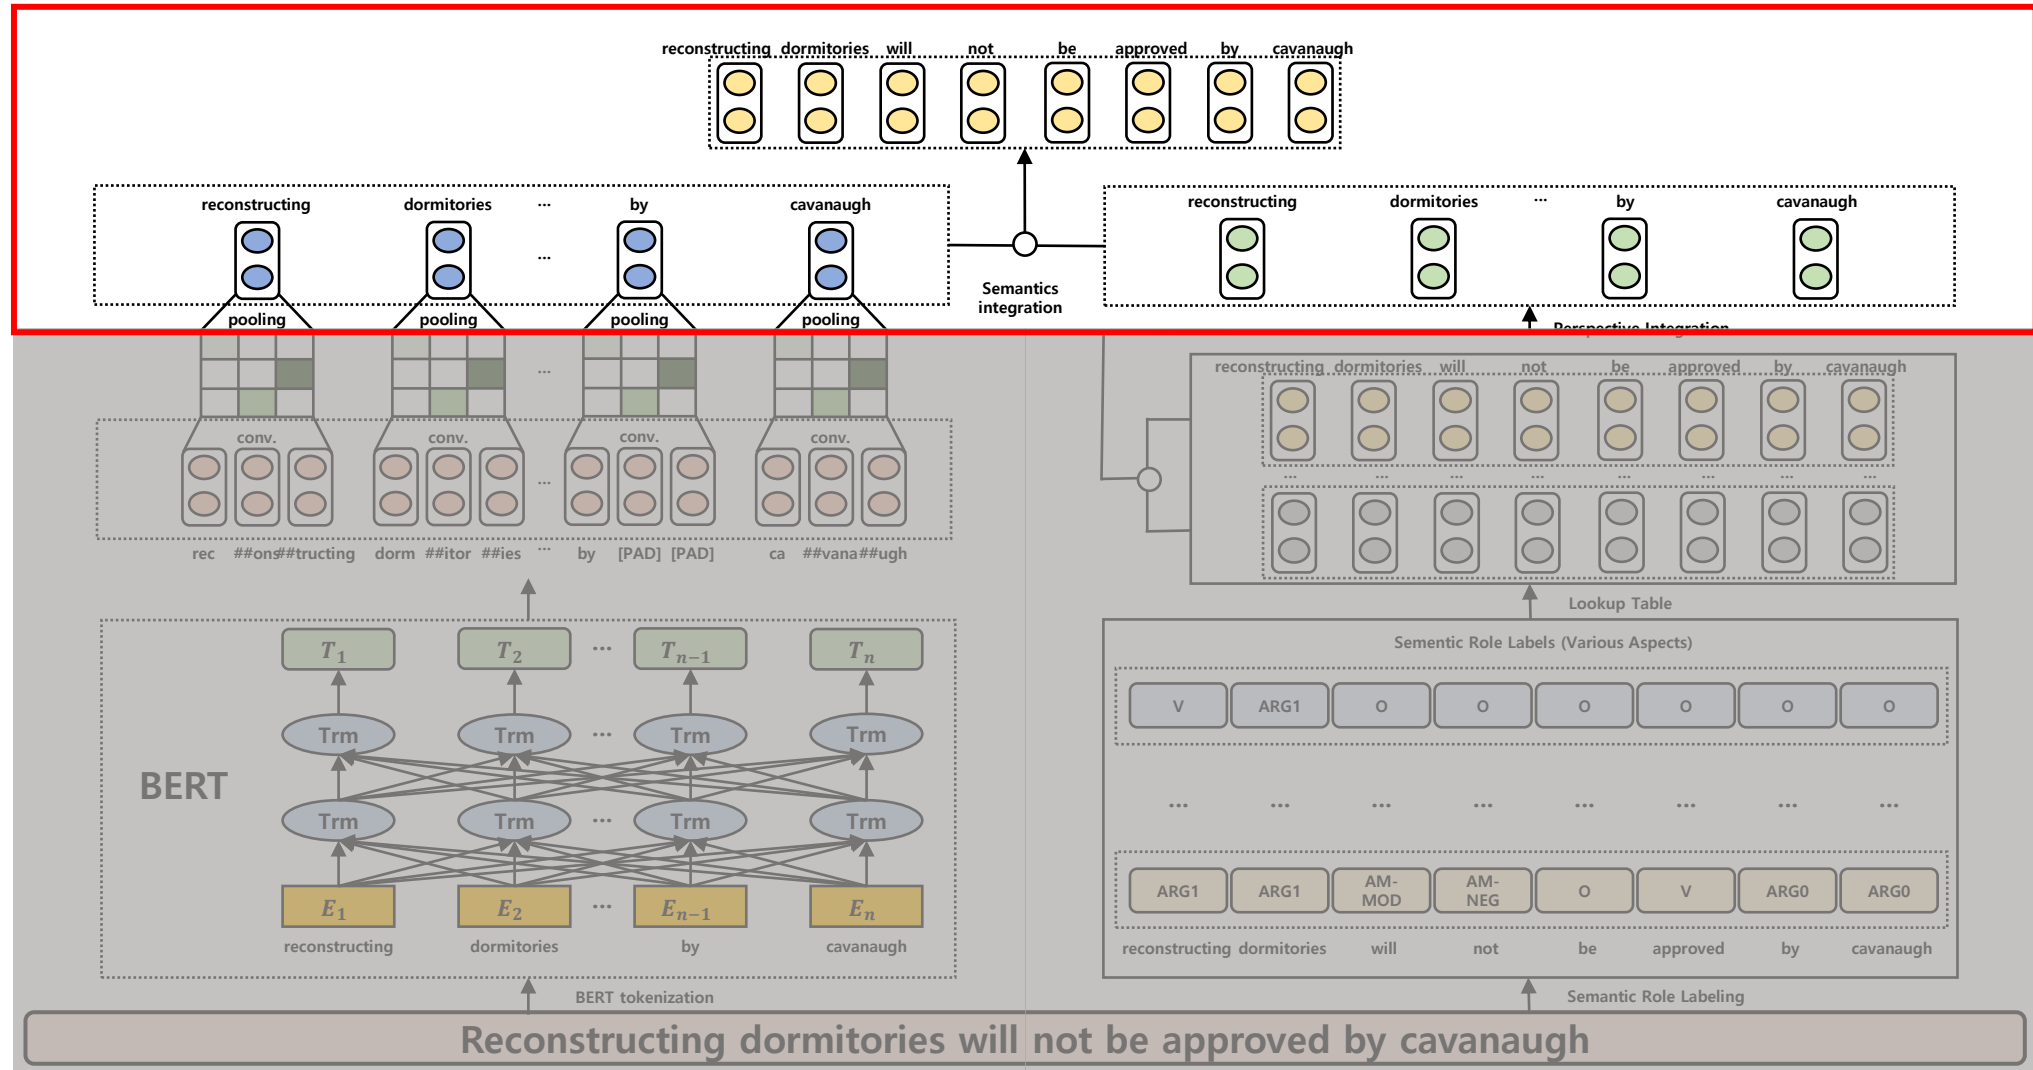 reconstructing dormitories will not be approved by cavanaugh
reconstructing dormitories ... by cavanaugh
...
reconstructing dormitories ... by cavanaugh
Semantics
integration
pooling pooling pooling pooling
Perspective Integration
...
reconstructing dormitories will not be approved by cavanaugh
conv. conv. conv. conv.
...
... ... ... ... ... ... ... ...
rec ##ons ##tructing dorm ##itor ##ies ... by [PAD] [PAD] ca ##vana ##ugh
Lookup Table
T1 T2 ... Tn−1 Tn
Trm Trm ... Trm Trm
BERT
Trm Trm ... Trm Trm
E1 E2 ... En−1 En
reconstructing dormitories by cavanaugh
BERT tokenization
Sementic Role Labels (Various Aspects)
V ARG1 O O O O O O
... ... ... ... ... ... ... ...
ARG1 ARG1 AM-MOD AM-NEG O V ARG0 ARG0
reconstructing dormitories will not be approved by cavanaugh
Semantic Role Labeling
Reconstructing dormitories will not be approved by cavanaugh